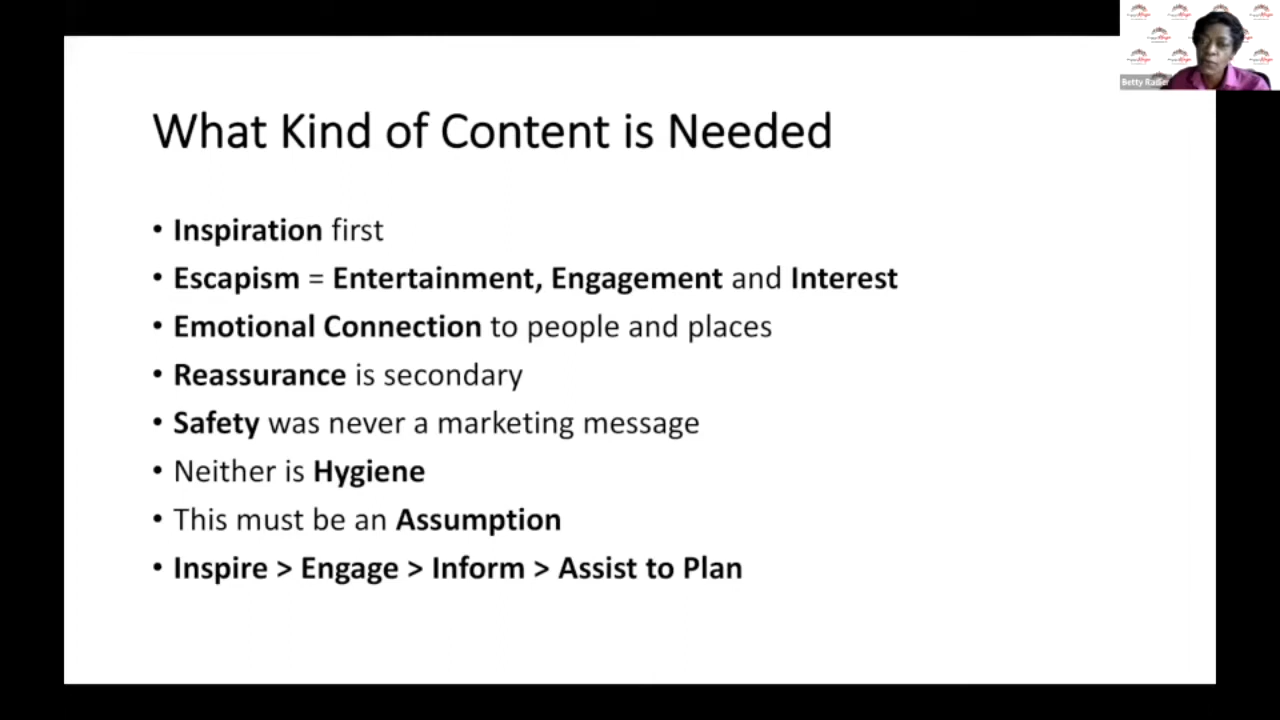 What Kind of Content is Needed
• Inspiration first
• Escapism = Entertainment, Engagement and Interest
• Emotional Connection to people and places
• Reassurance is secondary
• Safety was never a marketing message
• Neither is Hygiene
• This must be an Assumption
• Inspire > Engage > Inform > Assist to Plan
Betty